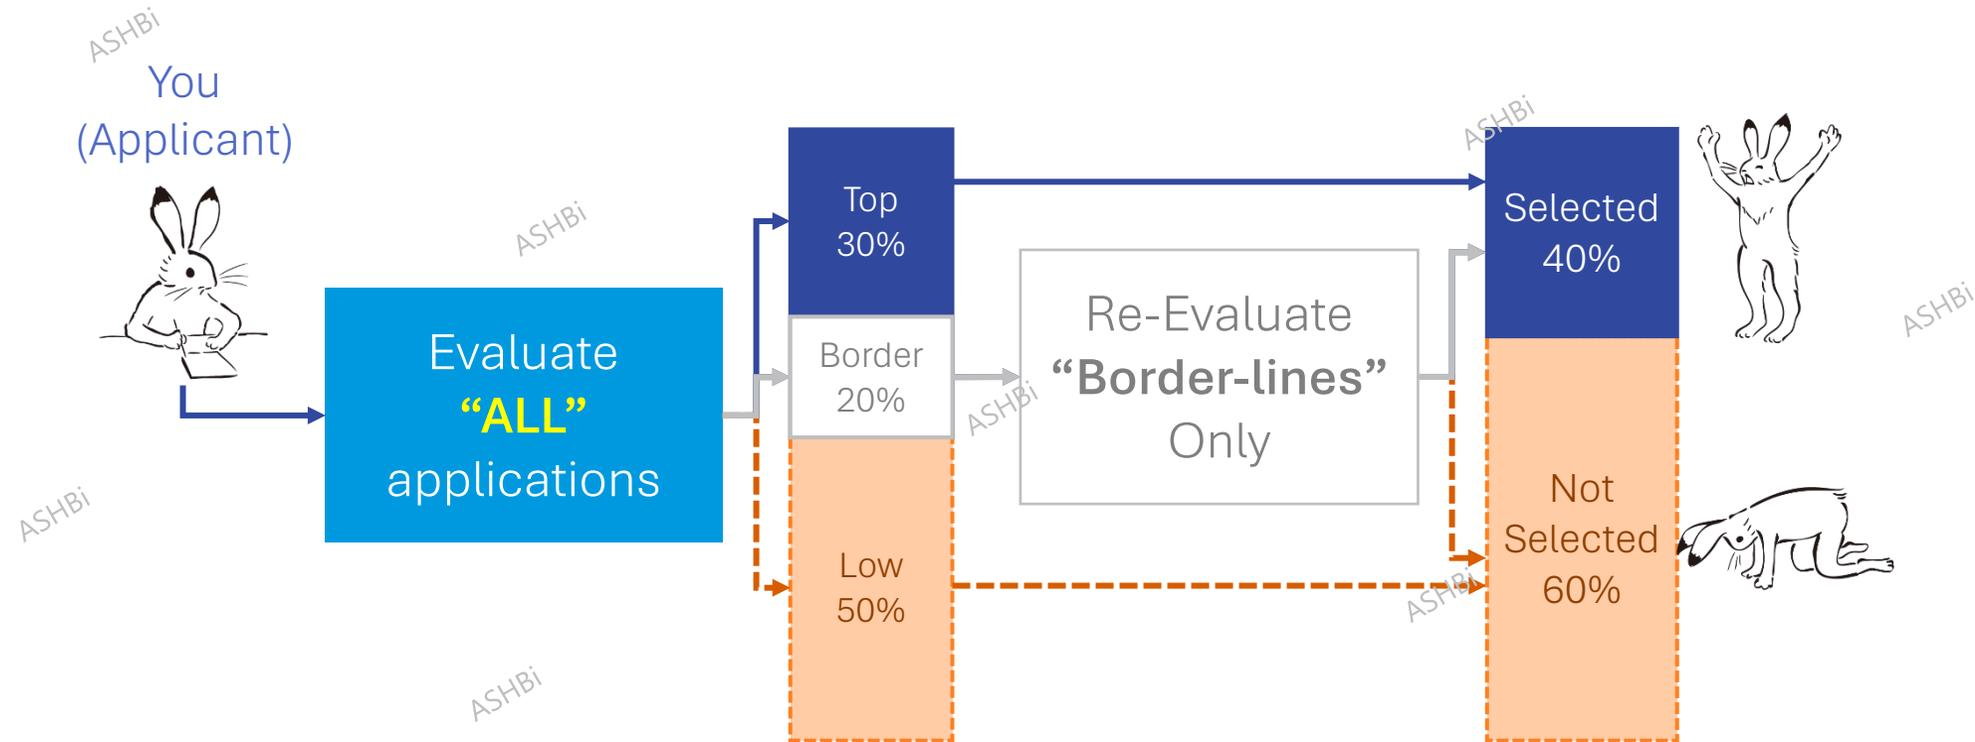 ASHBi
You
(Applicant)
ASHBi
Evaluate
“ALL”
applications
Top
30%
Border
20%
Low
50%
Re-Evaluate
“Border-lines”
Only
ASHBi
ASHBi
Selected
40%
Not
Selected
60%
ASHBi
ASHBi
ASHBi
ASHBi